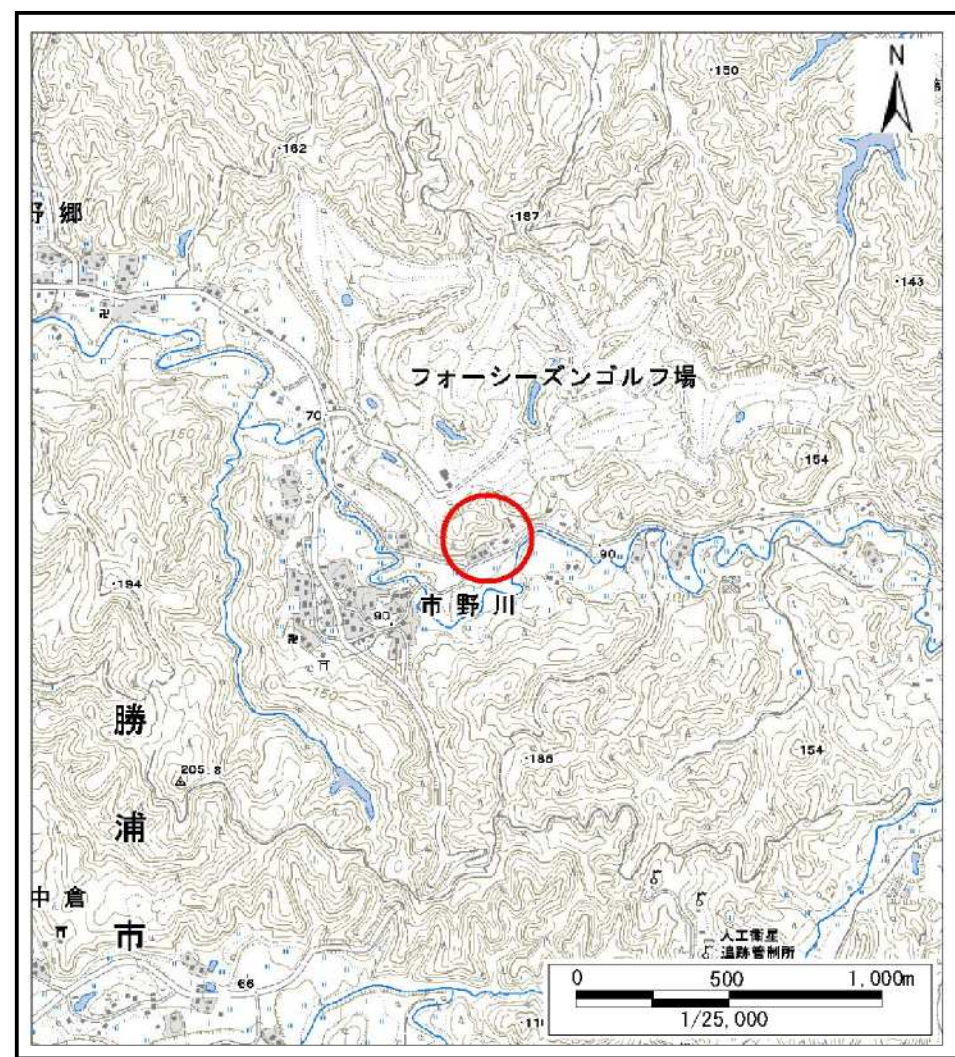 ·150
N
·162
野郷
·187
·143
フォーシーズンゴルフ場
70
·154
90
·194
市野川
90
150
勝
205.8
·186
154
浦
中倉
市
人工衛星
追跡管制所
66
0 500 1,000m
1/25,000